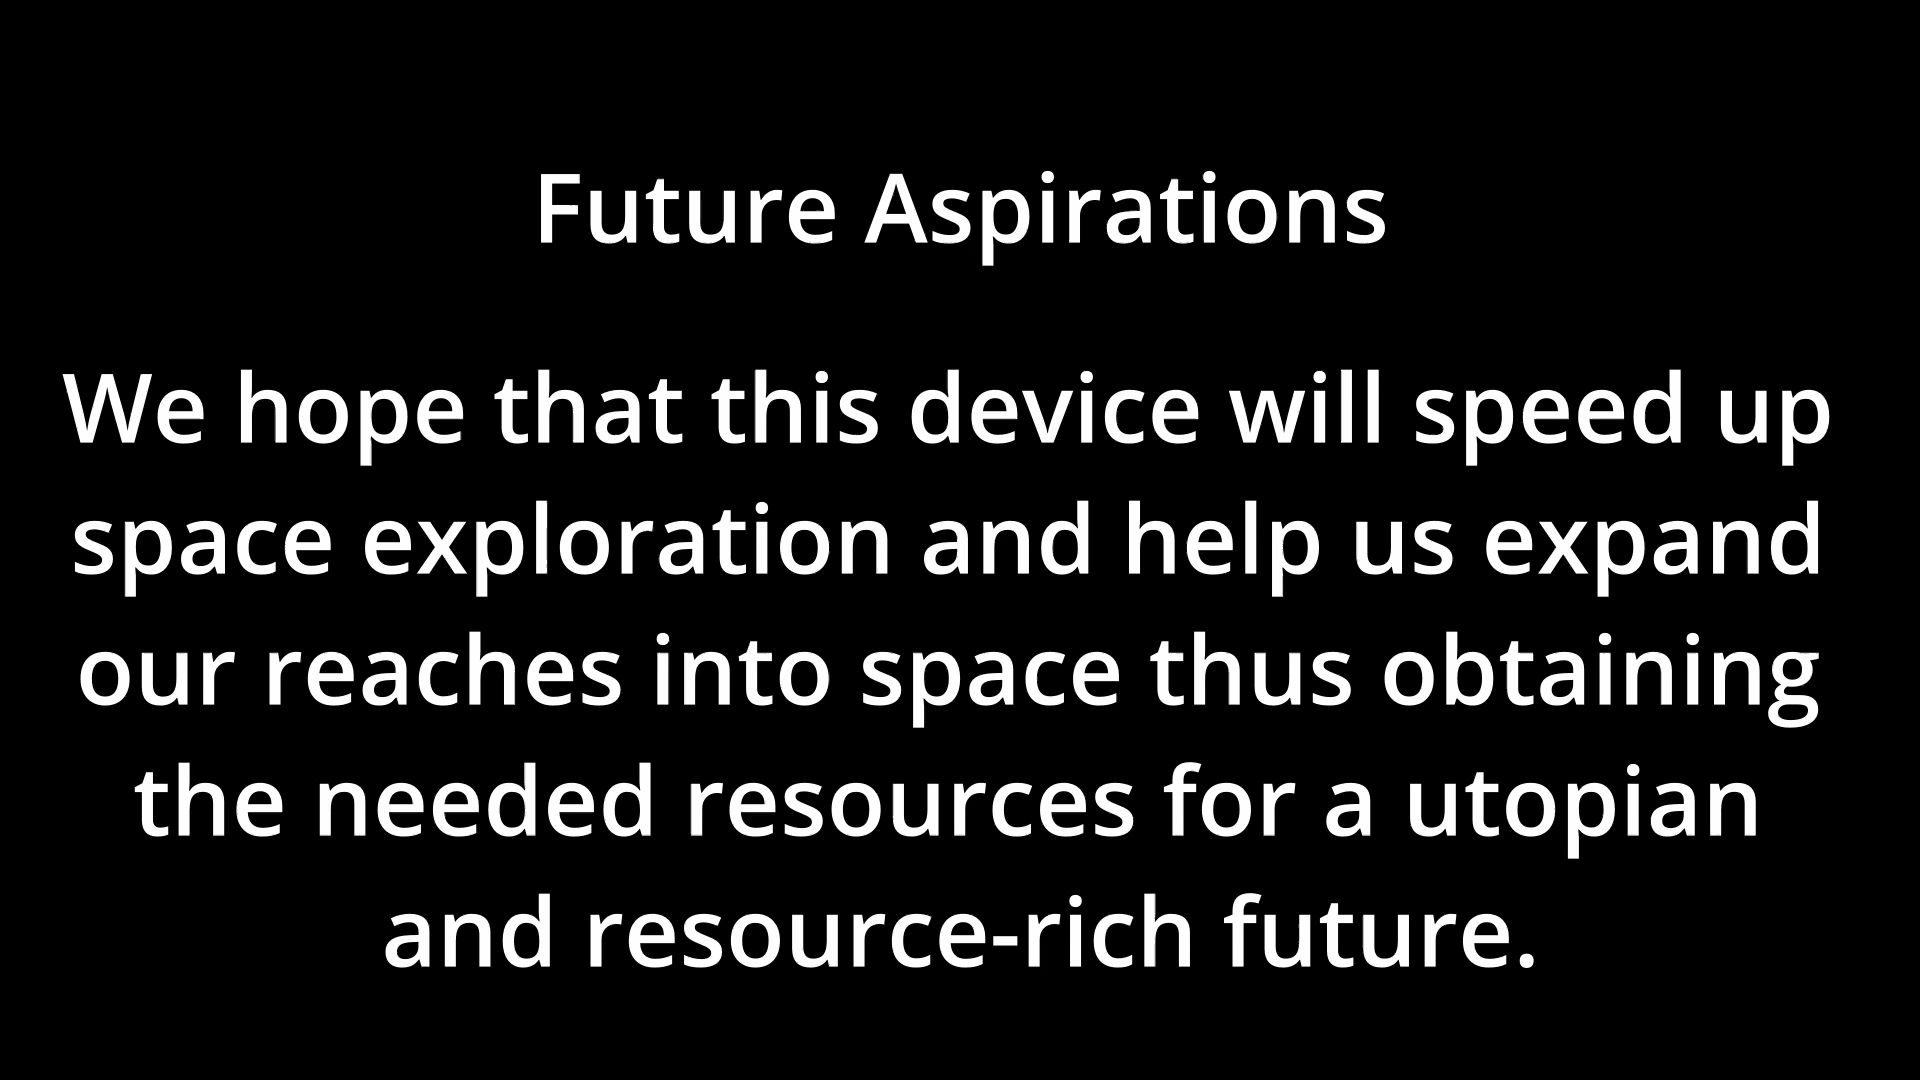 Future Aspirations
We hope that this device will speed up
space exploration and help us expand
our reaches into space thus obtaining
the needed resources for a utopian
and resource-rich future.